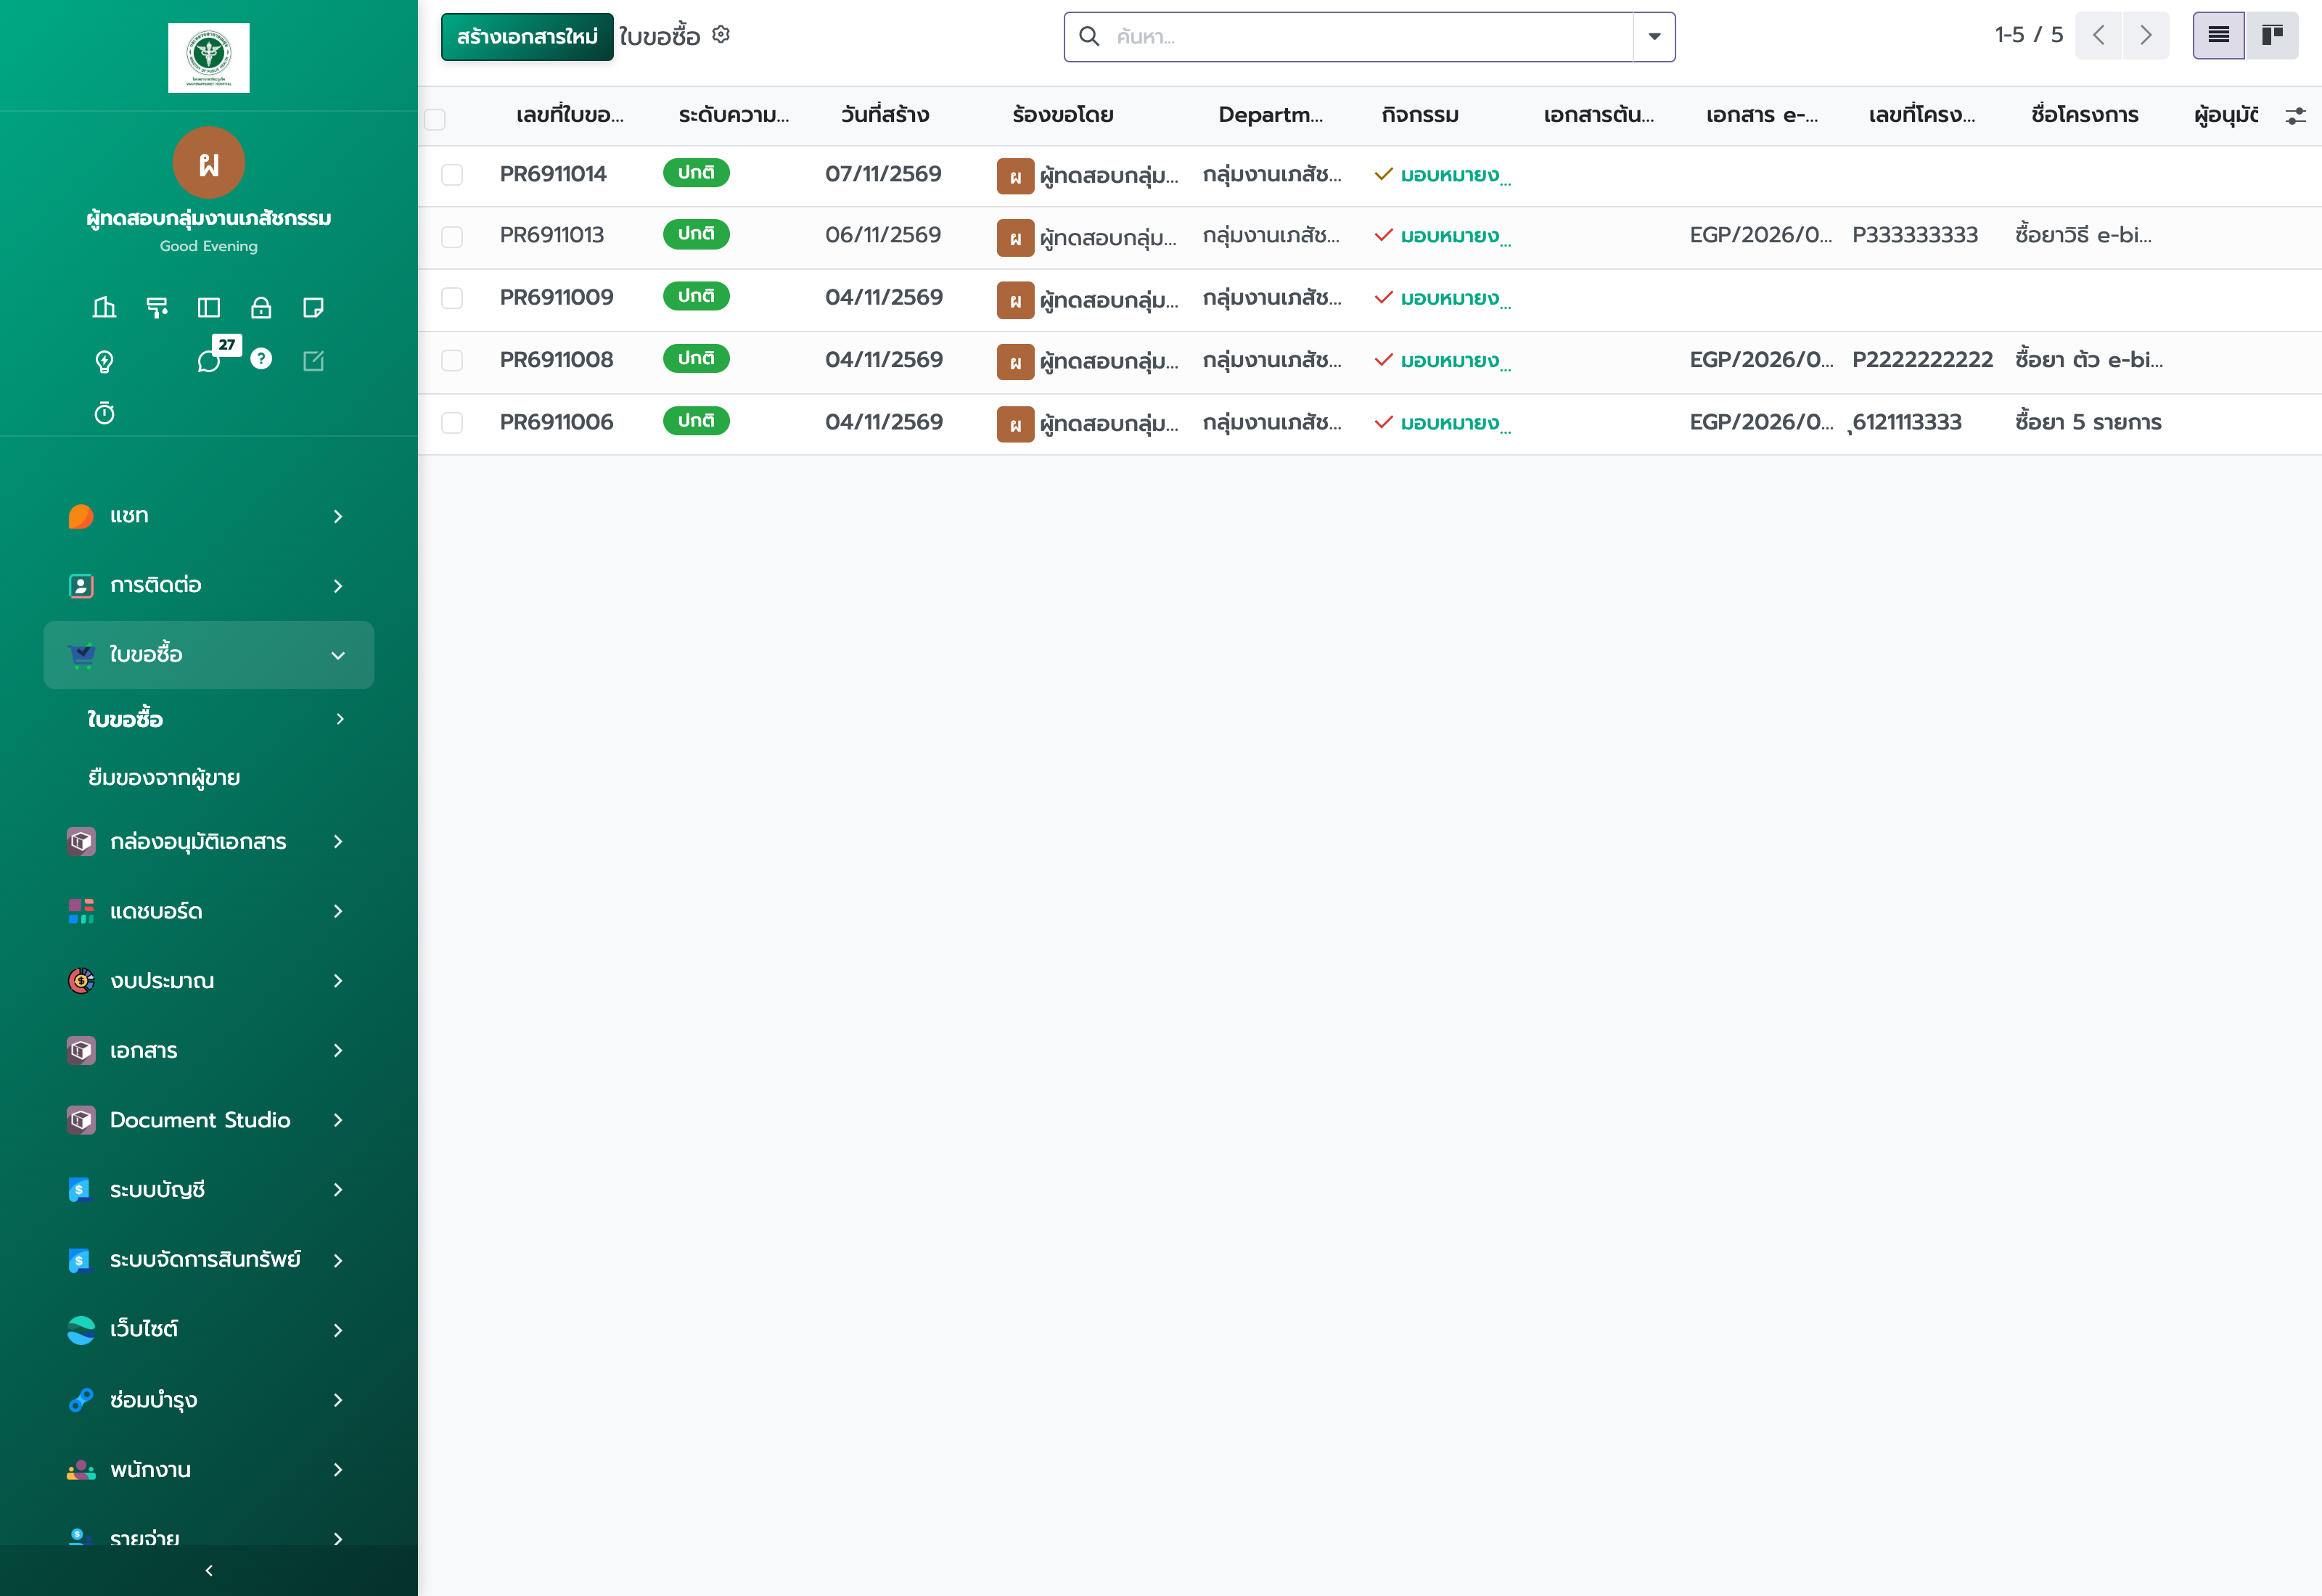 ผ
ผู้ทดสอบกลุ่มงานเภสัชกรรม
Good Evening
27
แชท
การติดต่อ
ใบขอซื้อ
ใบขอซื้อ
ยืมของจากผู้ขาย
กล่องอนุมัติเอกสาร
แดชบอร์ด
งบประมาณ
เอกสาร
Document Studio
ระบบบัญชี
ระบบจัดการสินทรัพย์
เว็บไซต์
ซ่อมบำรุง
พนักงาน
รายจ่าย
สร้างเอกสารใหม่ ใบขอซื้อ ค้นหา... 1-5 / 5
เลขที่ใบขอ... ระดับความ... วันที่สร้าง ร้องขอโดย Departm... กิจกรรม เอกสารต้น... เอกสาร e-... เลขที่โครง... ชื่อโครงการ ผู้อนุมัติ
PR6911014 ปกติ 07/11/2569 ผ ผู้ทดสอบกลุ่ม... กลุ่มงานเภสัช... มอบหมายง...
PR6911013 ปกติ 06/11/2569 ผ ผู้ทดสอบกลุ่ม... กลุ่มงานเภสัช... มอบหมายง... EGP/2026/0... P333333333 ซื้อยาวิธี e-bi...
PR6911009 ปกติ 04/11/2569 ผ ผู้ทดสอบกลุ่ม... กลุ่มงานเภสัช... มอบหมายง...
PR6911008 ปกติ 04/11/2569 ผ ผู้ทดสอบกลุ่ม... กลุ่มงานเภสัช... มอบหมายง... EGP/2026/0... P2222222222 ซื้อยา ตัว e-bi...
PR6911006 ปกติ 04/11/2569 ผ ผู้ทดสอบกลุ่ม... กลุ่มงานเภสัช... มอบหมายง... EGP/2026/0... ุ6121113333 ซื้อยา 5 รายการ